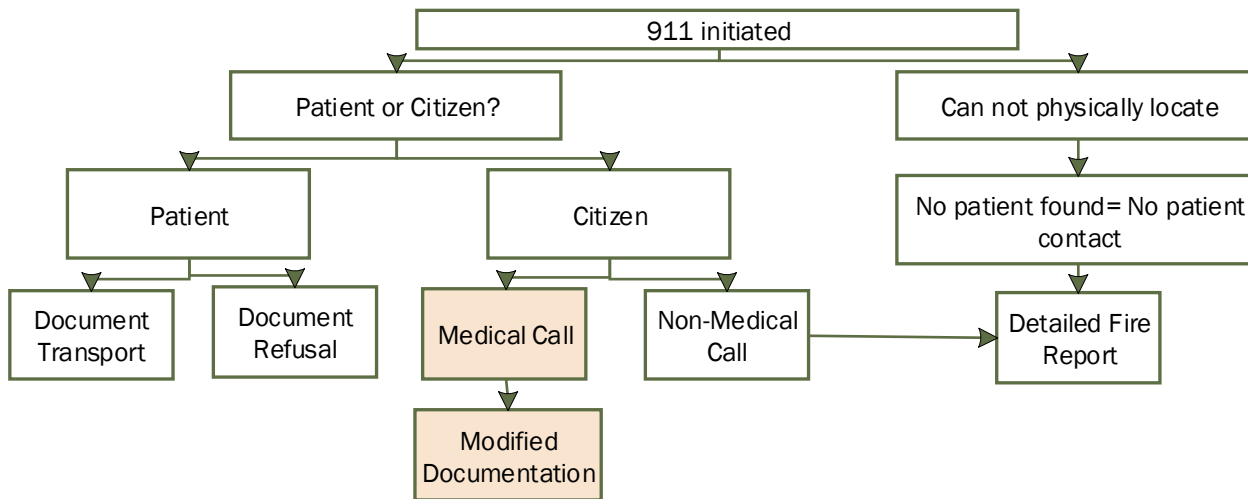 911 initiated
Patient or Citizen?
Can not physically locate
Patient
Citizen
No patient found= No patient
contact
Document
Transport
Document
Refusal
Medical Call
Non-Medical
Call
Detailed Fire
Report
Modified
Documentation